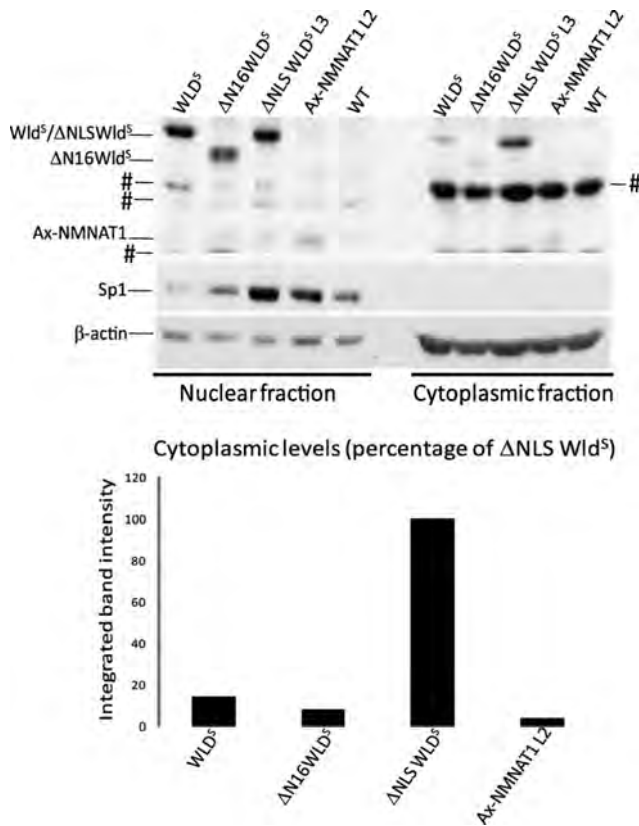 WLDˢ ΔN16WLDˢ ΔNLS WLDˢ L3 Ax-NMNAT1 L2 WT
WLDˢ ΔN16WLDˢ ΔNLS WLDˢ L3 Ax-NMNAT1 L2 WT
Wldˢ/ΔNLSWldˢ
ΔN16Wldˢ
#
#
#
Ax-NMNAT1
#
Sp1
β-actin
Nuclear fraction
Cytoplasmic fraction
Cytoplasmic levels (percentage of ΔNLS Wldˢ)
Integrated band intensity
120
100
80
60
40
20
0
WLDˢ
ΔN16WLDˢ
ΔNLS WLDˢ
Ax-NMNAT1 L2